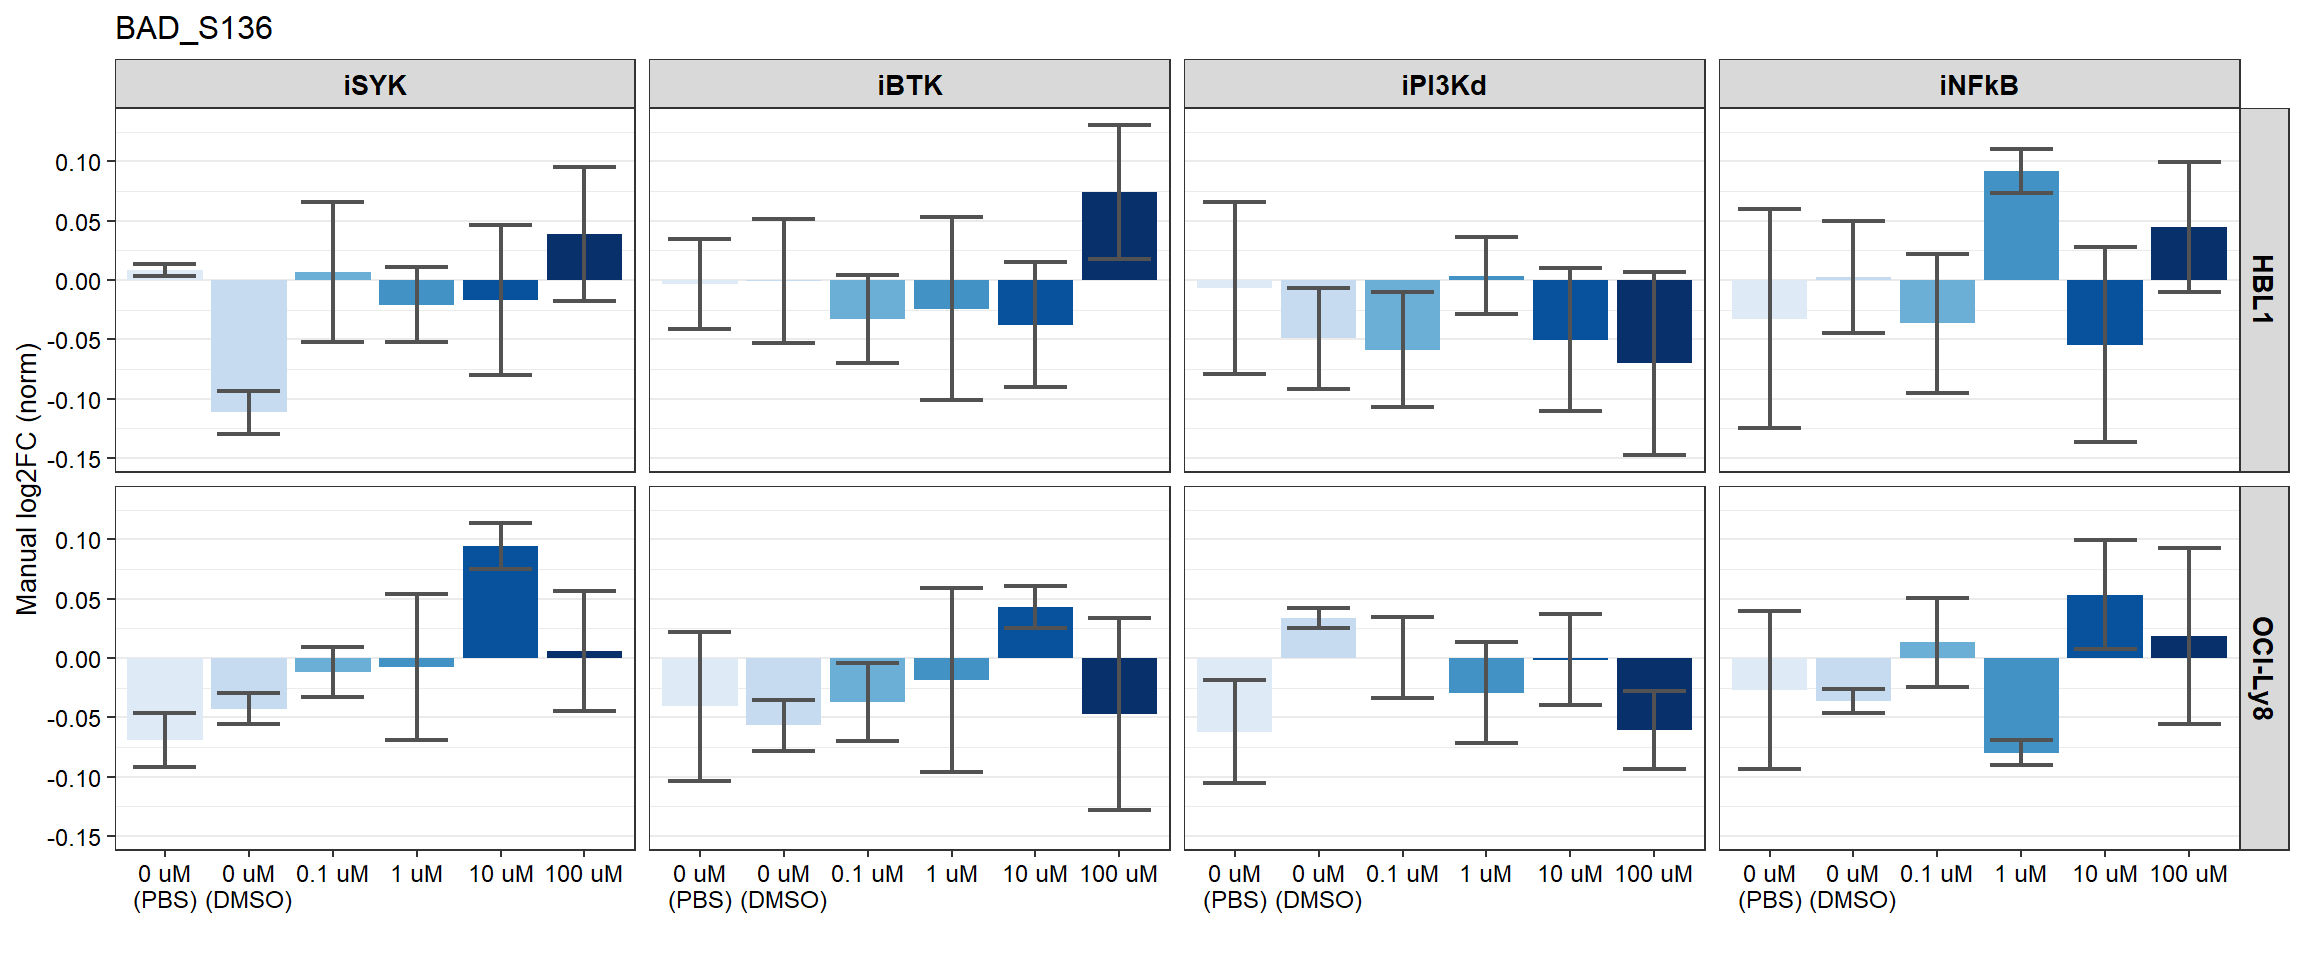 BAD_S136
iSYK
iBTK
iPI3Kd
iNFkB
Manual log2FC (norm)
0.10
0.05
0.00
-0.05
-0.10
-0.15
HBL1
0.10
0.05
0.00
-0.05
-0.10
-0.15
OCI-Ly8
0 uM 0 uM 0.1 uM 1 uM 10 uM 100 uM
(PBS) (DMSO)
0 uM 0 uM 0.1 uM 1 uM 10 uM 100 uM
(PBS) (DMSO)
0 uM 0 uM 0.1 uM 1 uM 10 uM 100 uM
(PBS) (DMSO)
0 uM 0 uM 0.1 uM 1 uM 10 uM 100 uM
(PBS) (DMSO)